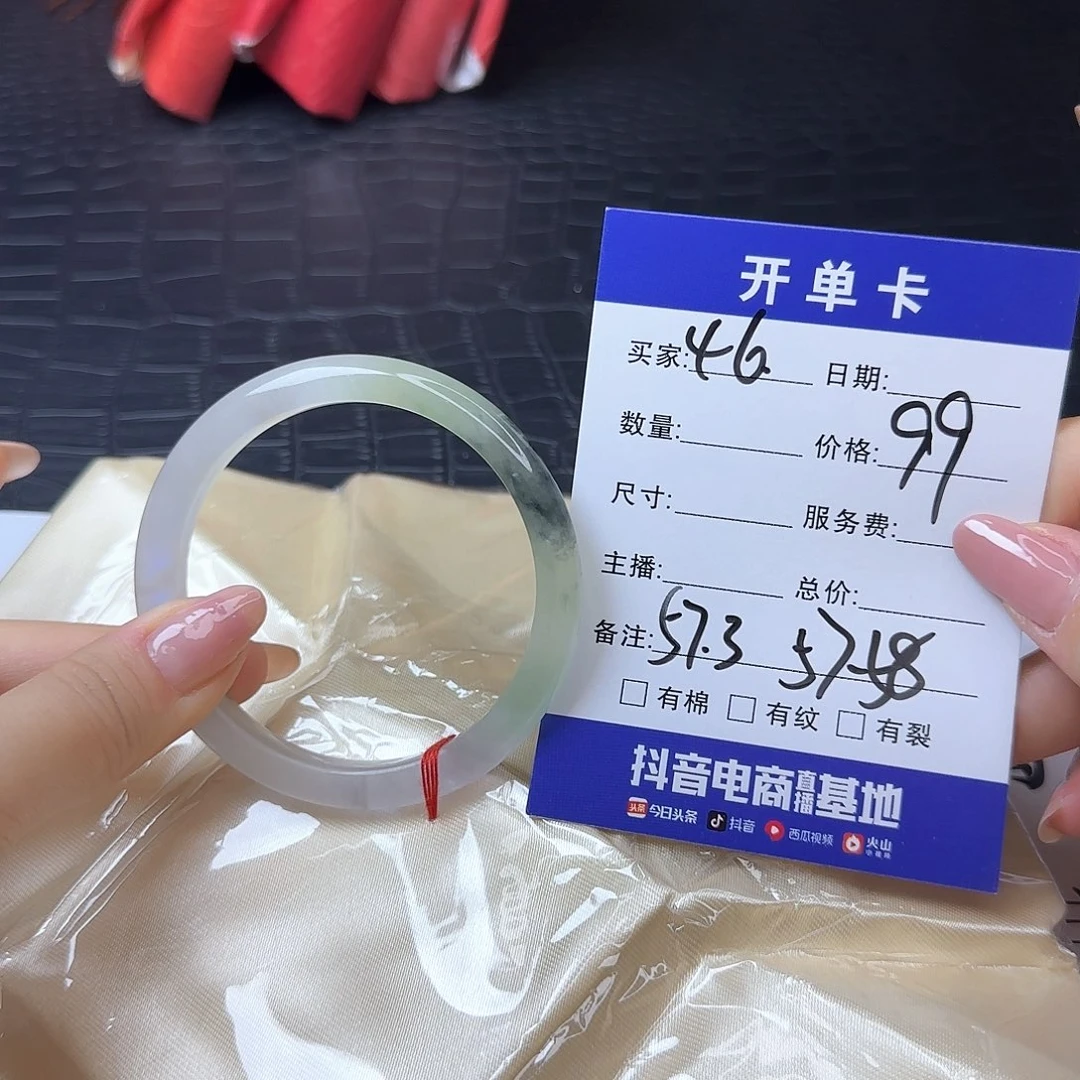 开单卡
买家:46 日期:
数量: 价格:99
尺寸: 服务费:
主播: 总价:
备注:57.3
□有棉 □有纹 □有裂
抖音电商直播基地
头条 今日头条 抖音 西瓜视频 火山